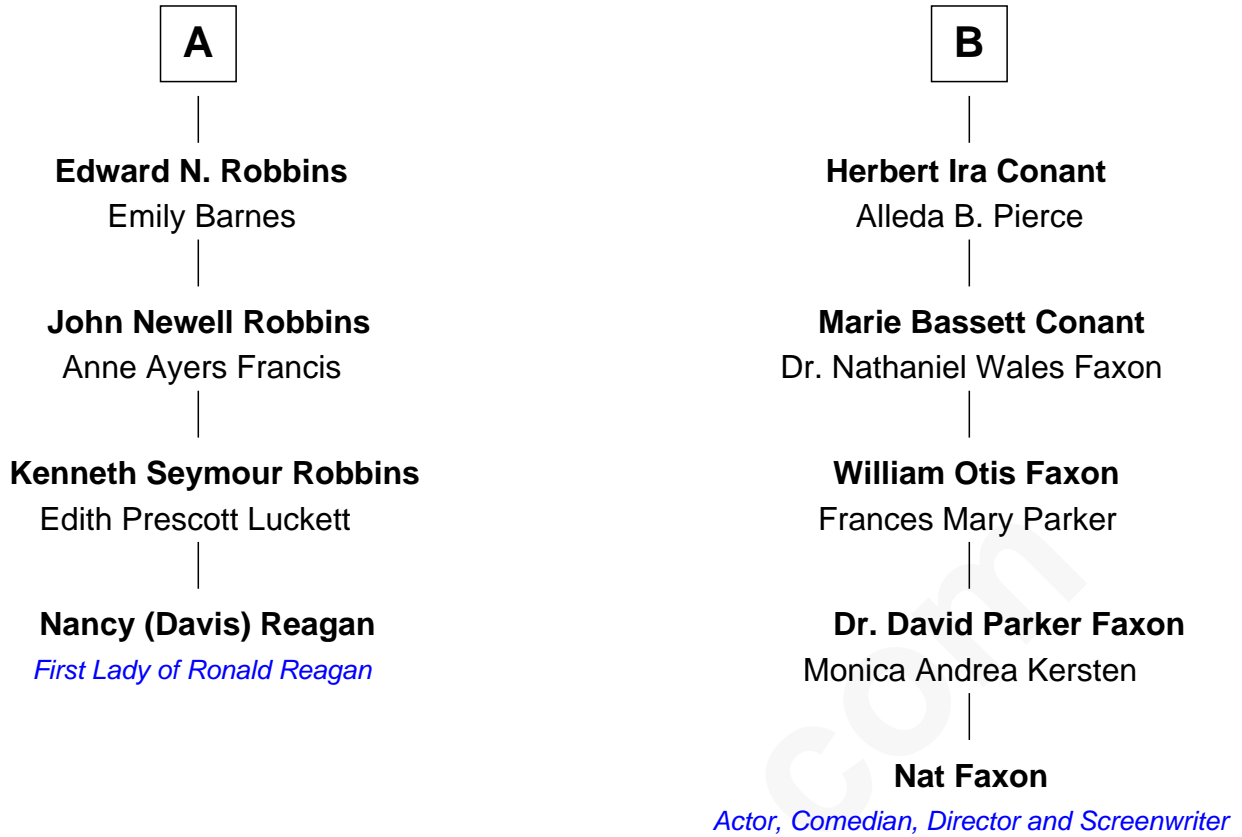 A
Edward N. Robbins
Emily Barnes
John Newell Robbins
Anne Ayers Francis
Kenneth Seymour Robbins
Edith Prescott Luckett
Nancy (Davis) Reagan
First Lady of Ronald Reagan
B
Herbert Ira Conant
Alleda B. Pierce
Marie Bassett Conant
Dr. Nathaniel Wales Faxon
William Otis Faxon
Frances Mary Parker
Dr. David Parker Faxon
Monica Andrea Kersten
Nat Faxon
Actor, Comedian, Director and Screenwriter
com